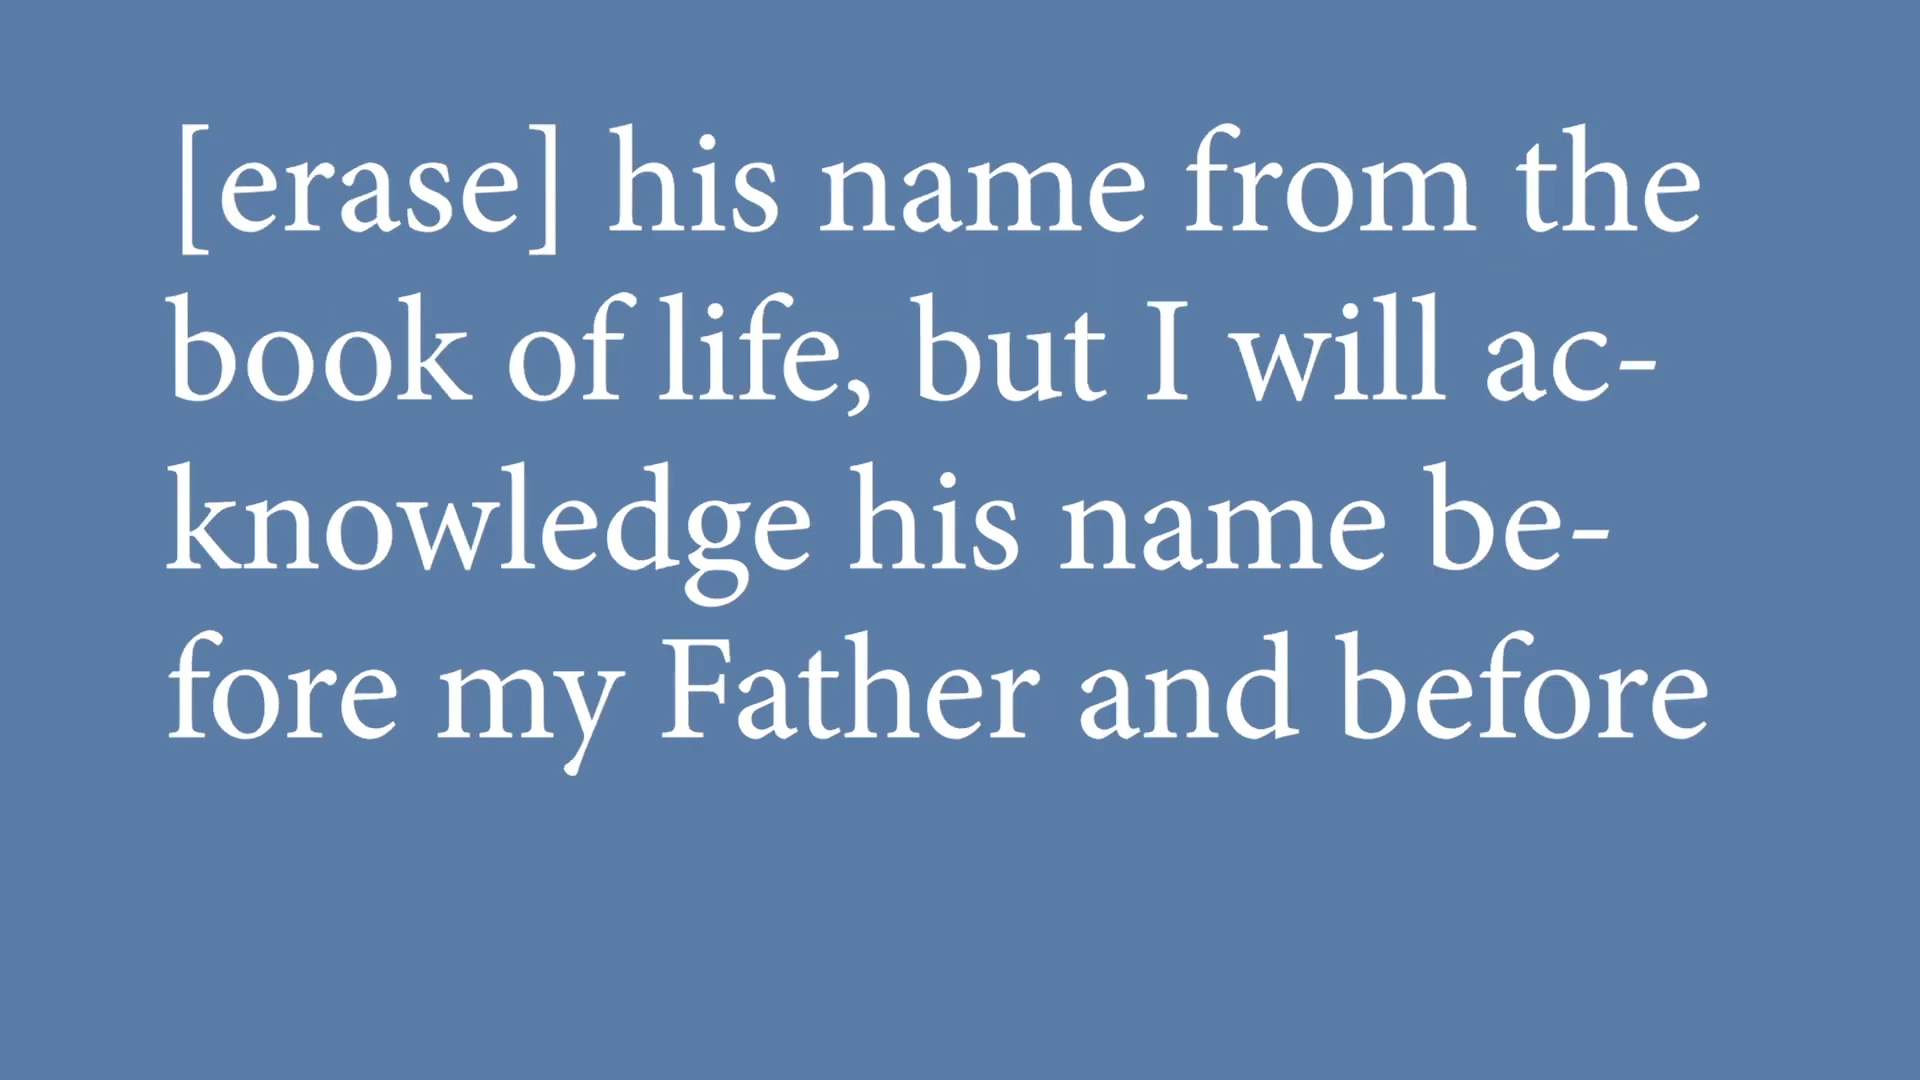 [erase] his name from the
book of life, but I will ac-
knowledge his name be-
fore my Father and before